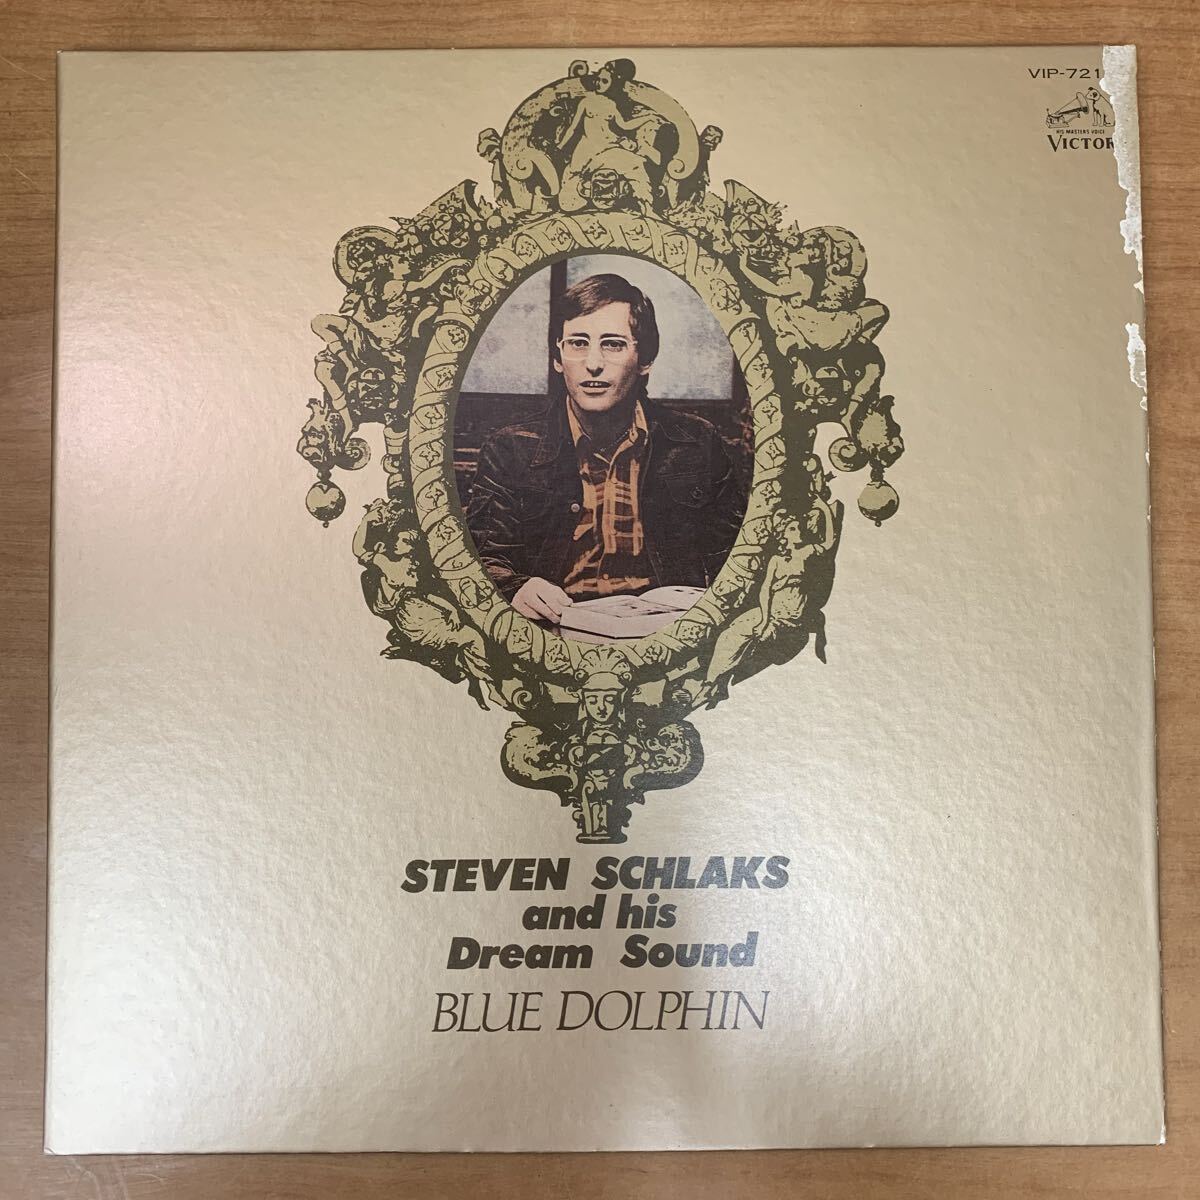 VIP-721
HIS MASTER'S VOICE
VICTOR
STEVEN SCHLAKS
and his
Dream Sound
BLUE DOLPHIN